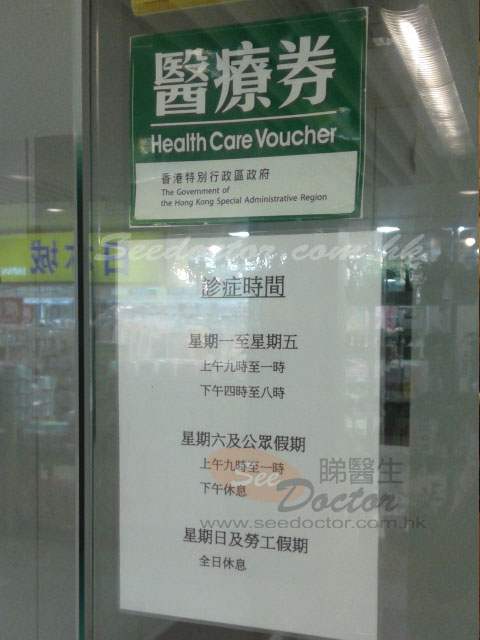 醫療券
Health Care Voucher
香港特別行政區政府
The Government of
the Hong Kong Special Administrative Region
Seedoctor.com.hk
日本城
診症時間
星期一至星期五
上午九時至一時
下午四時至八時
星期六及公眾假期
上午九時至一時
下午休息
See 睇醫生
Doctor
www.seedoctor.com.hk
星期日及勞工假期
全日休息